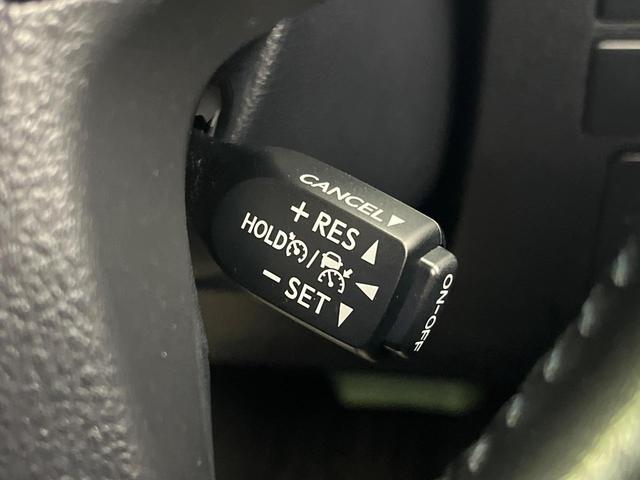 CANCEL
+ RES
HOLD /
- SET
ON-OFF